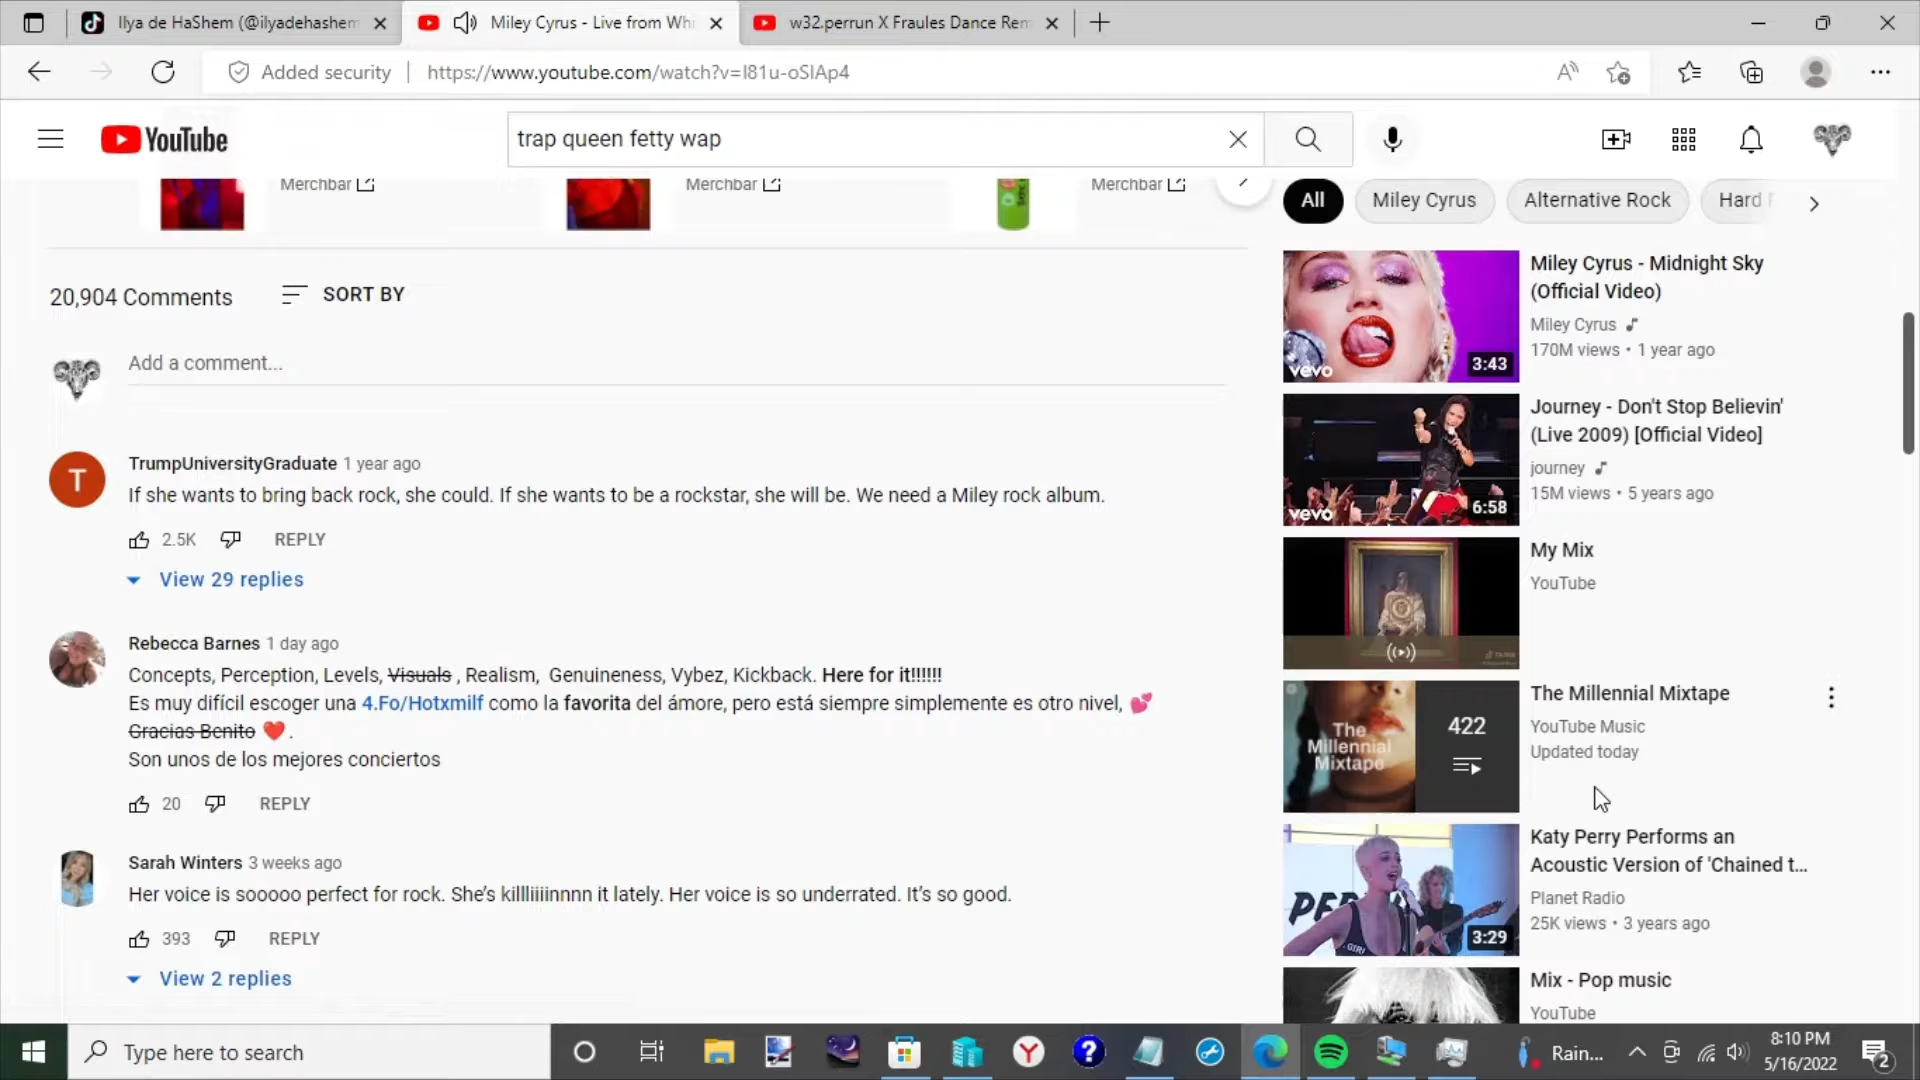 Ilya de HaShem (@ilyadehashem
Miley Cyrus - Live from Whi
w32.perrun X Fraules Dance Rem
Added security
https://www.youtube.com/watch?v=I81u-oSlAp4
YouTube
trap queen fetty wap
Merchbar
Merchbar
Merchbar
All
Miley Cyrus
Alternative Rock
Hard
20,904 Comments
SORT BY
Add a comment...
T
TrumpUniversityGraduate 1 year ago
If she wants to bring back rock, she could. If she wants to be a rockstar, she will be. We need a Miley rock album.
2.5K
REPLY
View 29 replies
Rebecca Barnes 1 day ago
Concepts, Perception, Levels, Visuals , Realism, Genuineness, Vybez, Kickback. Here for it!!!!!!
Es muy difícil escoger una 4.Fo/Hotxmilf como la favorita del ámore, pero está siempre simplemente es otro nivel, 💕
Gracias Benito ❤️ .
Son unos de los mejores conciertos
20
REPLY
Sarah Winters 3 weeks ago
Her voice is sooooo perfect for rock. She's killliiiinnnn it lately. Her voice is so underrated. It's so good.
393
REPLY
View 2 replies
vevo
3:43
Miley Cyrus - Midnight Sky
(Official Video)
Miley Cyrus
170M views • 1 year ago
vevo
6:58
Journey - Don't Stop Believin'
(Live 2009) [Official Video]
journey
15M views • 5 years ago
My Mix
YouTube
The
Millennial
Mixtape
422
The Millennial Mixtape
YouTube Music
Updated today
3:29
Katy Perry Performs an
Acoustic Version of 'Chained t...
Planet Radio
25K views • 3 years ago
Mix - Pop music
YouTube
Type here to search
Rain...
8:10 PM
5/16/2022
2